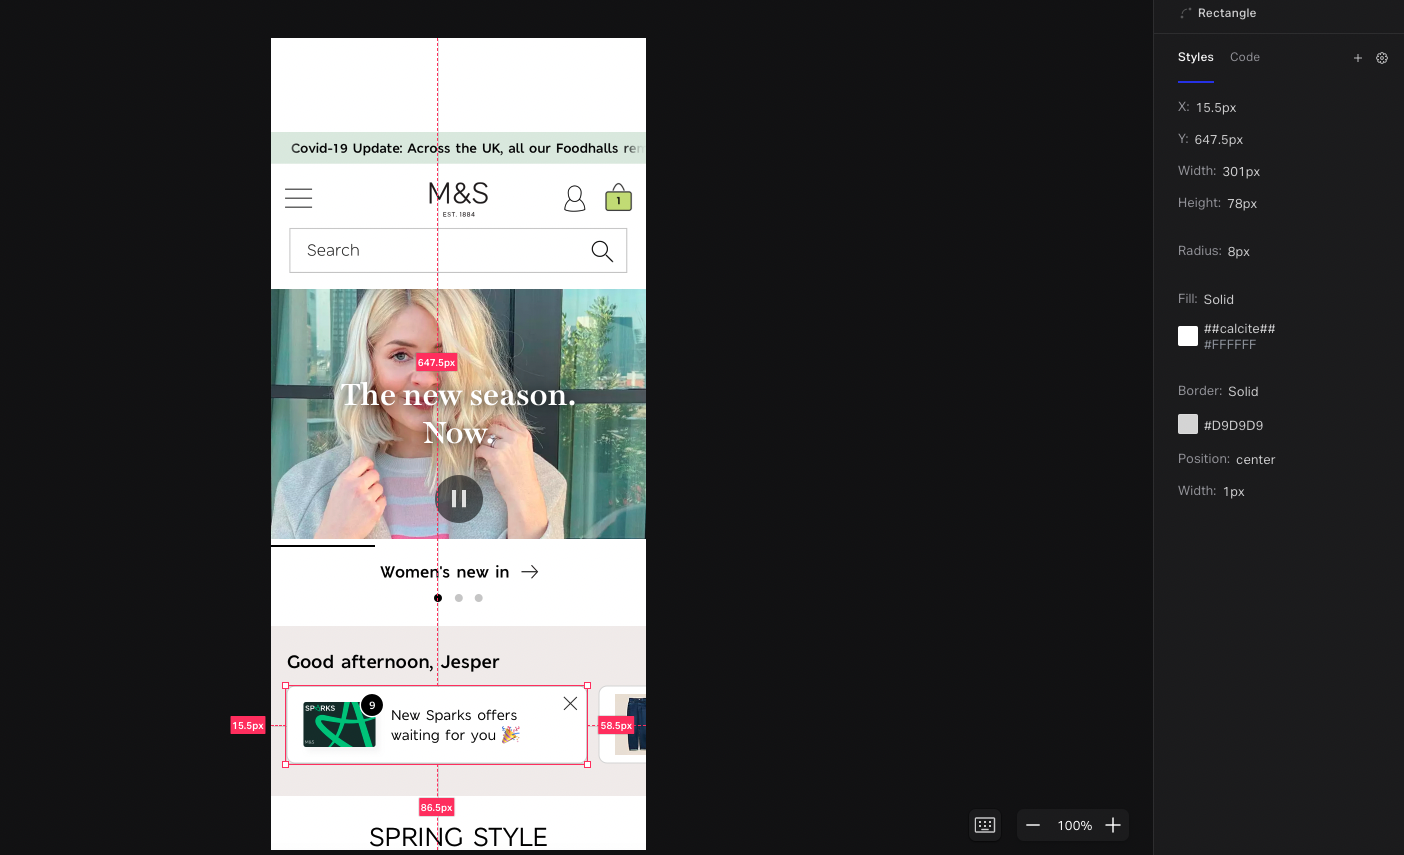 Rectangle
Styles Code
X: 15.5px
Y: 647.5px
Width: 301px
Height: 78px
Radius: 8px
Fill: Solid
##calcite##
#FFFFFF
Border: Solid
#D9D9D9
Position: center
Width: 1px
Covid-19 Update: Across the UK, all our Foodhalls rem
M&S
EST. 1884
1
Search
647.5px
The new season.
Now.
Women's new in
Good afternoon, Jesper
SPARKS
M&S
9
New Sparks offers
waiting for you 🎉
15.5px
58.5px
86.5px
SPRING STYLE
100%